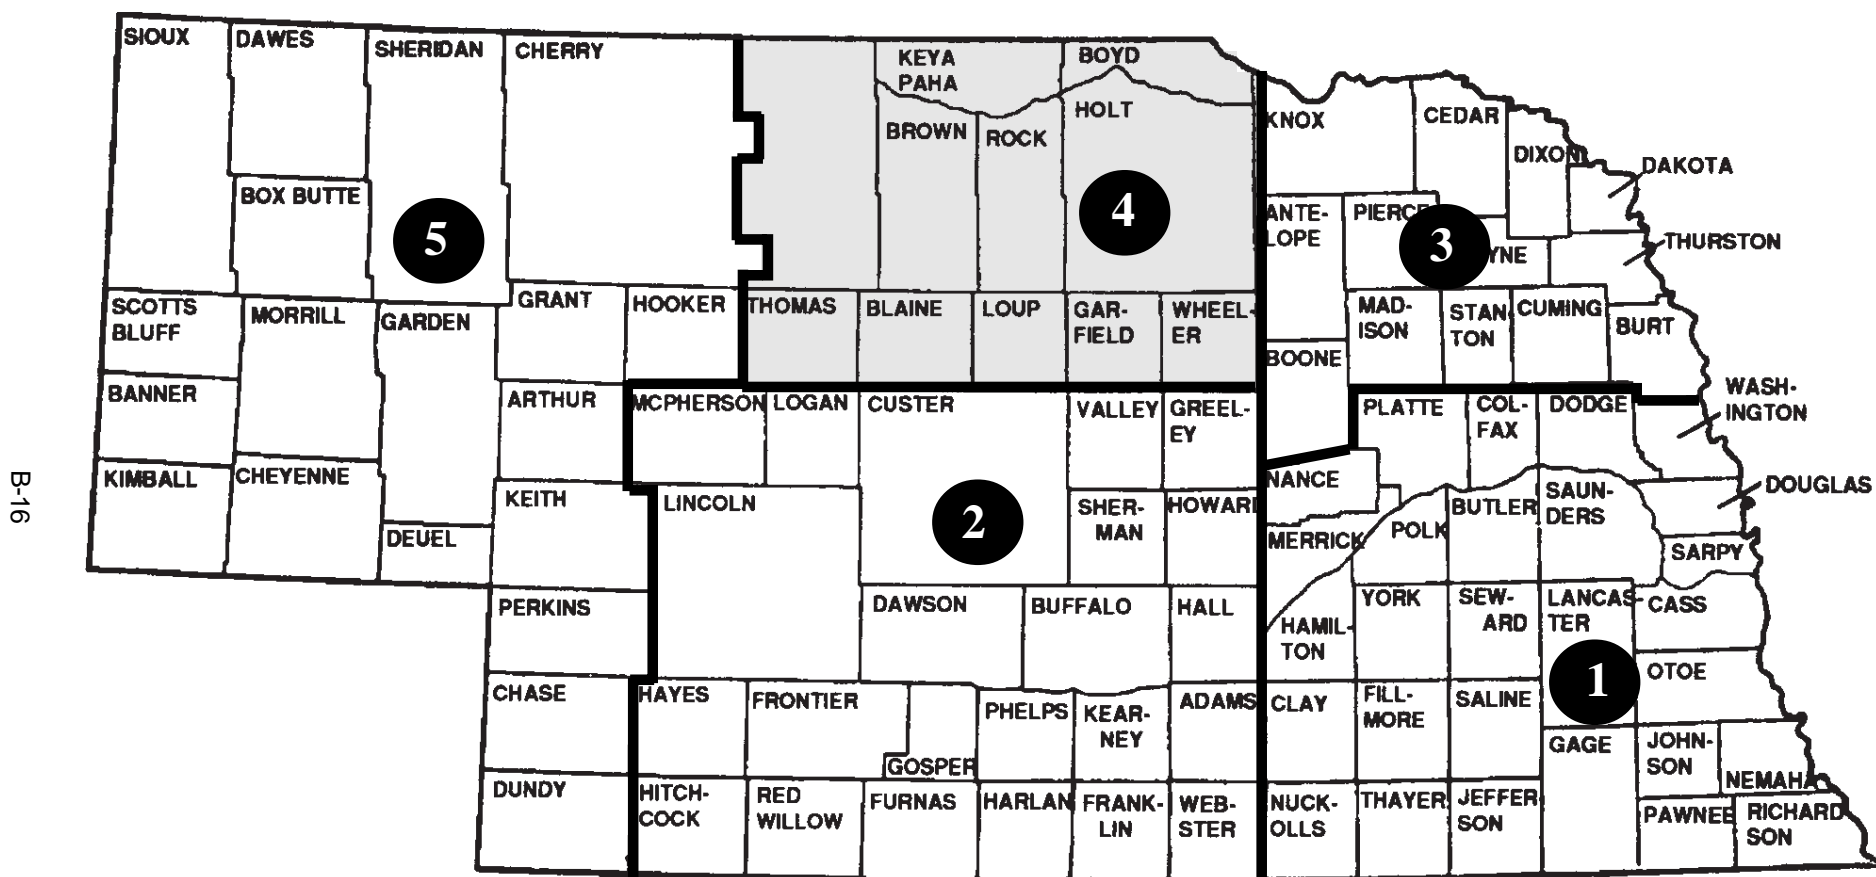 SIOUX
DAWES
SHERIDAN
CHERRY
KEYA
PAHA
BOYD
HOLT
BROWN
ROCK
KNOX
CEDAR
DIXON
DAKOTA
BOX BUTTE
5
4
ANTE-
LOPE
PIERCE
3
YNE
THURSTON
SCOTTS
BLUFF
MORRILL
GARDEN
GRANT
HOOKER
THOMAS
BLAINE
LOUP
GAR-
FIELD
WHEEL-
ER
MAD-
ISON
STAN-
TON
CUMING
BURT
BOONE
BANNER
ARTHUR
MCPHERSON
LOGAN
CUSTER
VALLEY
GREEL-
EY
PLATTE
COL-
FAX
DODGE
WASH-
INGTON
KIMBALL
CHEYENNE
KEITH
LINCOLN
2
SHER-
MAN
HOWARD
NANCE
MERRICK
POLK
BUTLER
SAUN-
DERS
DOUGLAS
SARPY
DEUEL
PERKINS
DAWSON
BUFFALO
HALL
HAMIL-
TON
YORK
SEW-
ARD
LANCAS-
TER
CASS
1
OTOE
CHASE
HAYES
FRONTIER
GOSPER
PHELPS
KEAR-
NEY
ADAMS
CLAY
FILL-
MORE
SALINE
GAGE
JOHN-
SON
NEMAHA
DUNDY
HITCH-
COCK
RED
WILLOW
FURNAS
HARLAN
FRANK-
LIN
WEB-
STER
NUCK-
OLLS
THAYER
JEFFER
SON
PAWNEE
RICHARD
SON
B-16